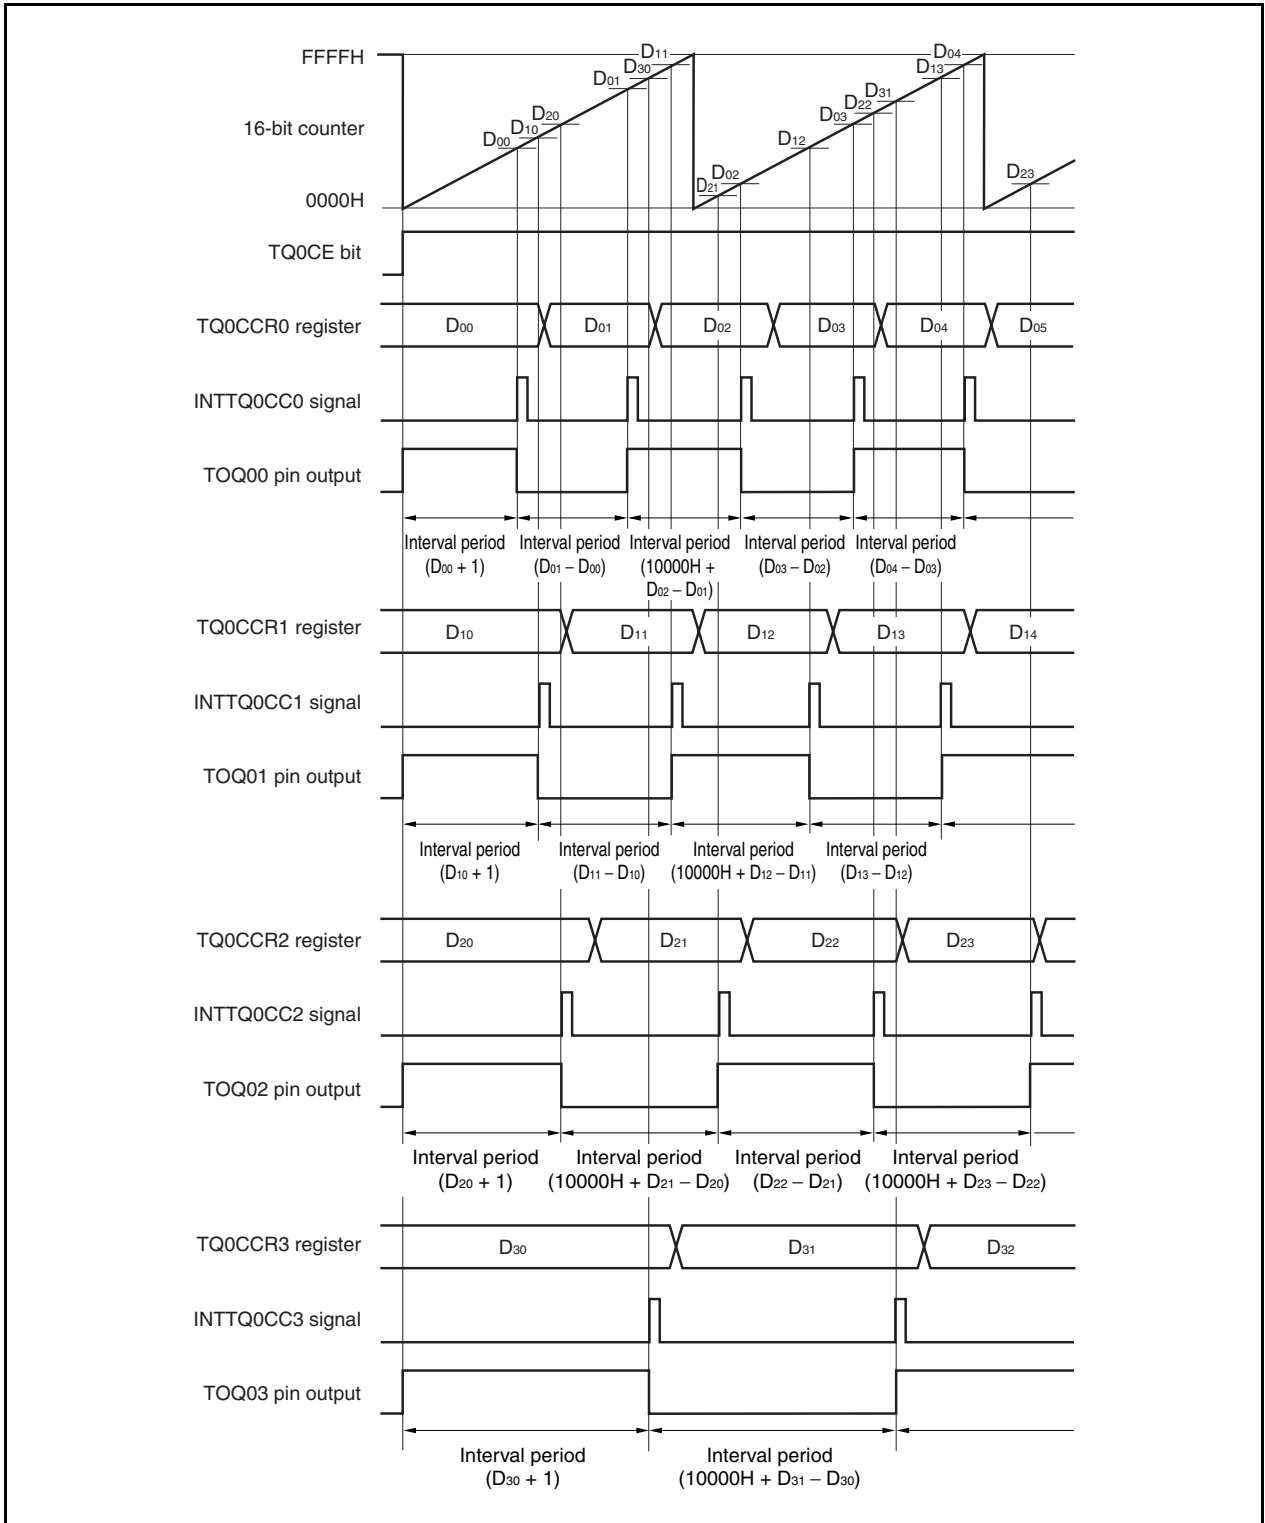 FFFFH
16-bit counter
0000H
D00
D10
D20
D01
D30
D11
D21
D02
D12
D03
D22
D31
D13
D04
D23
TQ0CE bit
TQ0CCR0 register
D00 D01 D02 D03 D04 D05
INTTQ0CC0 signal
TOQ00 pin output
Interval period
(D00 + 1)
Interval period
(D01 – D00)
Interval period
(10000H +
D02 – D01)
Interval period
(D03 – D02)
Interval period
(D04 – D03)
TQ0CCR1 register
D10 D11 D12 D13 D14
INTTQ0CC1 signal
TOQ01 pin output
Interval period
(D10 + 1)
Interval period
(D11 – D10)
Interval period
(10000H + D12 – D11)
Interval period
(D13 – D12)
TQ0CCR2 register
D20 D21 D22 D23
INTTQ0CC2 signal
TOQ02 pin output
Interval period
(D20 + 1)
Interval period
(10000H + D21 – D20)
Interval period
(D22 – D21)
Interval period
(10000H + D23 – D22)
TQ0CCR3 register
D30 D31 D32
INTTQ0CC3 signal
TOQ03 pin output
Interval period
(D30 + 1)
Interval period
(10000H + D31 – D30)